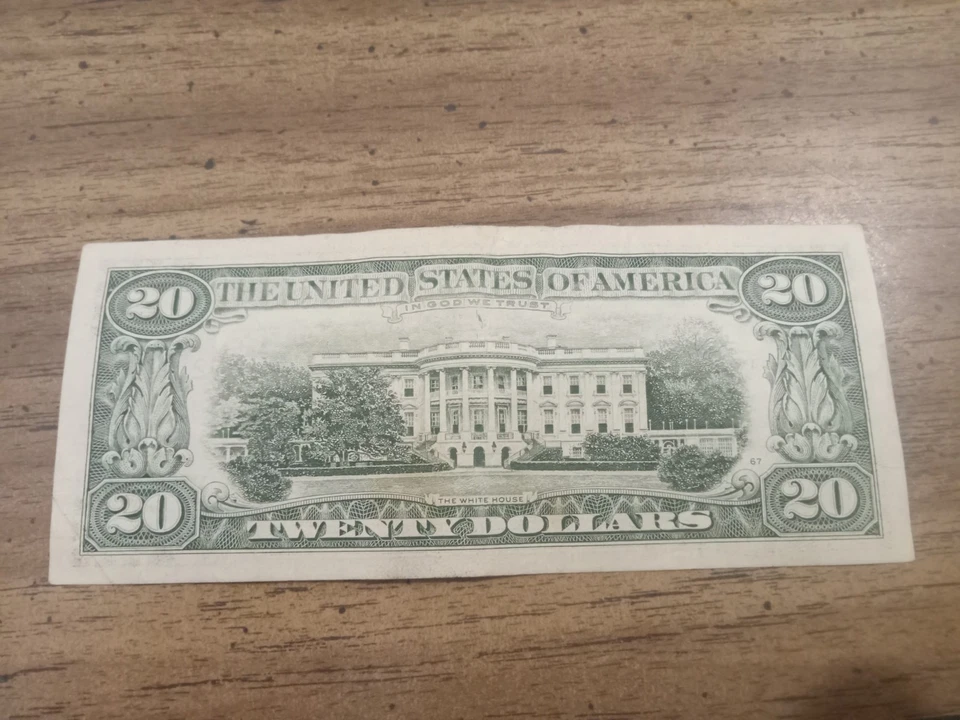 20 THE UNITED STATES OF AMERICA 20
IN GOD WE TRUST
67
THE WHITE HOUSE
20 TWENTY DOLLARS 20